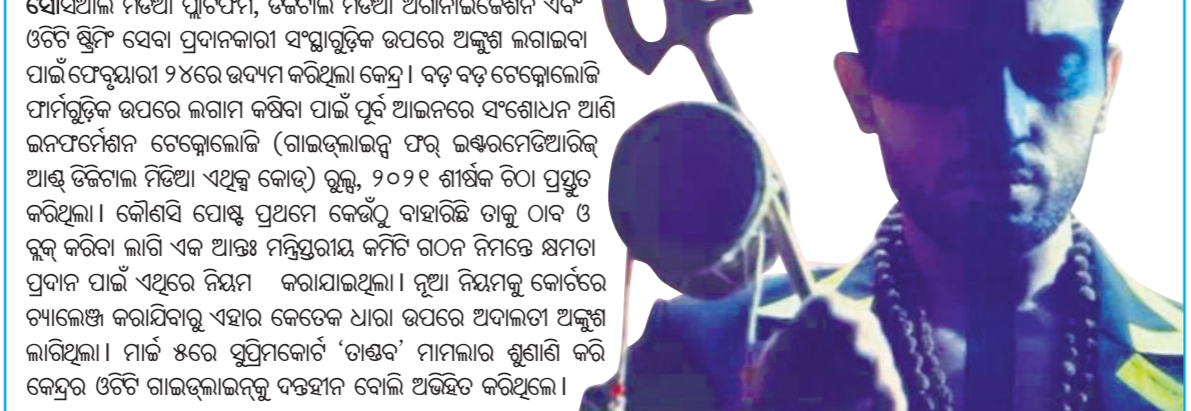 ସୋସିଆଲ ମିଡିଆ ପ୍ଲାଟଫର୍ମ, ଡିଜିଟାଲ ମିଡିଆ ଅର୍ଗାନାଇଜେଶନ ଏବଂ
ଓଟିଟି ଷ୍ଟ୍ରିମିଂ ସେବା ପ୍ରଦାନକାରୀ ସଂସ୍ଥାଗୁଡ଼ିକ ଉପରେ ଅଙ୍କୁଶ ଲଗାଇବା
ପାଇଁ ଫେବୃୟାରୀ ୨୪ରେ ଉଦ୍ୟମ କରିଥିଲା କେନ୍ଦ୍ର। ବଡ଼ ବଡ଼ ଟେକ୍ନୋଲୋଜି
ଫାର୍ମଗୁଡ଼ିକ ଉପରେ ଲଗାମ କଷିବା ପାଇଁ ପୂର୍ବ ଆଇନରେ ସଂଶୋଧନ ଆଣି
ଇନଫର୍ମେଶନ ଟେକ୍ନୋଲୋଜି (ଗାଇଡ୍‌ଲାଇନ୍ସ ଫର୍ ଇଣ୍ଟରମେଡିଆରିଜ୍
ଆଣ୍ଡ୍ ଡିଜିଟାଲ ମିଡିଆ ଏଥିକ୍ସ କୋଡ୍) ରୁଲ୍ସ, ୨୦୨୧ ଶୀର୍ଷକ ଚିଠା ପ୍ରସ୍ତୁତ
କରିଥିଲା। କୌଣସି ପୋଷ୍ଟ ପ୍ରଥମେ କେଉଁଠୁ ବାହାରିଛି ତାକୁ ଠାବ ଓ
ବ୍ଲକ୍ କରିବା ଲାଗି ଏକ ଆନ୍ତଃ ମନ୍ତ୍ରିସ୍ତରୀୟ କମିଟି ଗଠନ ନିମନ୍ତେ କ୍ଷମତା
ପ୍ରଦାନ ପାଇଁ ଏଥିରେ ନିୟମ କରାଯାଇଥିଲା। ନୂଆ ନିୟମକୁ କୋର୍ଟରେ
ଚ୍ୟାଲେଞ୍ଜ କରାଯିବାରୁ ଏହାର କେତେକ ଧାରା ଉପରେ ଅଦାଲତୀ ଅଙ୍କୁଶ
ଲାଗିଥିଲା। ମାର୍ଚ୍ଚ ୫ରେ ସୁପ୍ରିମକୋର୍ଟ ‘ତାଣ୍ଡବ’ ମାମଲାର ଶୁଣାଣି କରି
କେନ୍ଦ୍ରର ଓଟିଟି ଗାଇଡ୍‌ଲାଇନ୍‌କୁ ଦନ୍ତହୀନ ବୋଲି ଅଭିହିତ କରିଥିଲେ।